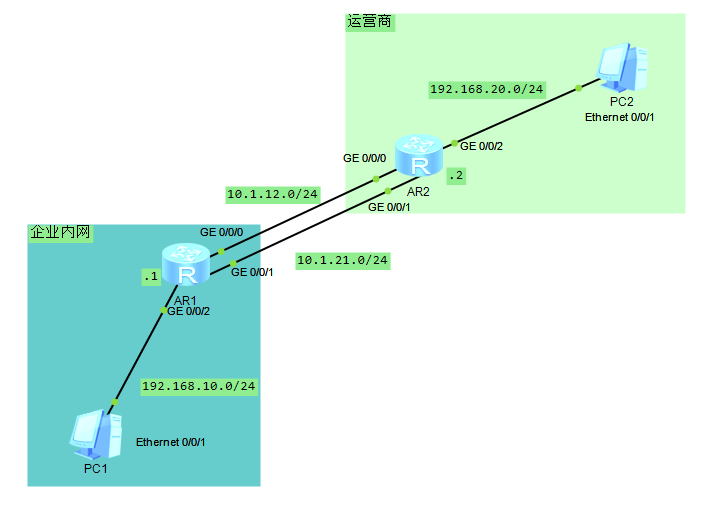 运营商
192.168.20.0/24
PC2
Ethernet 0/0/1
GE 0/0/2
GE 0/0/0
R
.2
AR2
10.1.12.0/24
GE 0/0/1
企业内网
GE 0/0/0
10.1.21.0/24
R
GE 0/0/1
.1
AR1
GE 0/0/2
192.168.10.0/24
Ethernet 0/0/1
PC1